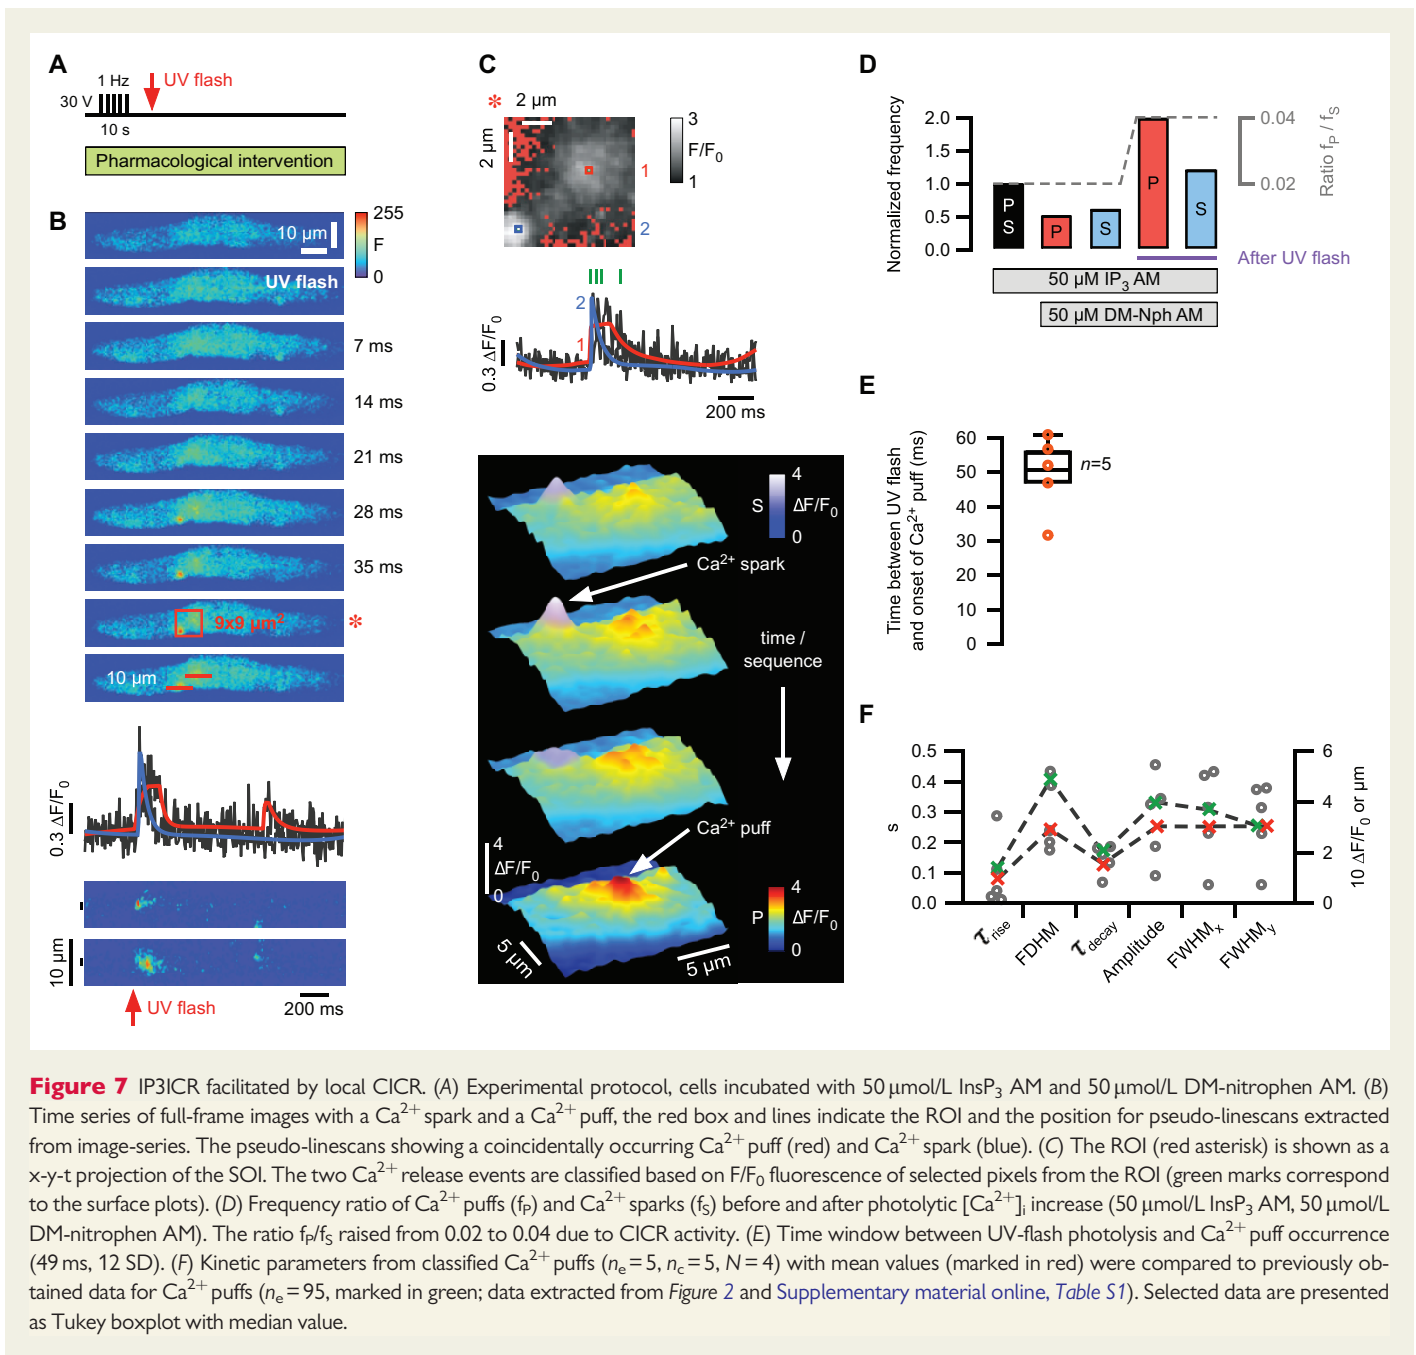 A
1 Hz
UV flash
30 V
10 s
Pharmacological intervention
B
10 µm
255
F
0
UV flash
7 ms
14 ms
21 ms
28 ms
35 ms
9x9 µm²
*
10 µm
0.3 ΔF/F₀
10 µm
UV flash
200 ms
C
* 2 µm
2 µm
3
F/F₀
1
1
2
2
1
0.3 ΔF/F₀
200 ms
4
S ΔF/F₀
0
Ca²⁺ spark
time /
sequence
Ca²⁺ puff
4
ΔF/F₀
0
4
P ΔF/F₀
0
5 µm
5 µm
D
Normalized frequency
2.0
1.5
1.0
0.5
0.0
P
S
P
S
P
S
0.04
0.02
Ratio fP / fS
After UV flash
50 µM IP₃ AM
50 µM DM-Nph AM
E
Time between UV flash
and onset of Ca²⁺ puff (ms)
60
50
40
30
20
10
0
n=5
F
s
0.5
0.4
0.3
0.2
0.1
0.0
6
4
2
0
10 ΔF/F₀ or µm
τrise
FDHM
τdecay
Amplitude
FWHMₓ
FWHMy
Figure 7 IP3ICR facilitated by local CICR. (A) Experimental protocol, cells incubated with 50 µmol/L InsP₃ AM and 50 µmol/L DM-nitrophen AM. (B)
Time series of full-frame images with a Ca²⁺ spark and a Ca²⁺ puff, the red box and lines indicate the ROI and the position for pseudo-linescans extracted
from image-series. The pseudo-linescans showing a coincidentally occurring Ca²⁺ puff (red) and Ca²⁺ spark (blue). (C) The ROI (red asterisk) is shown as a
x-y-t projection of the SOI. The two Ca²⁺ release events are classified based on F/F₀ fluorescence of selected pixels from the ROI (green marks correspond
to the surface plots). (D) Frequency ratio of Ca²⁺ puffs (fP) and Ca²⁺ sparks (fS) before and after photolytic [Ca²⁺]ᵢ increase (50 µmol/L InsP₃ AM, 50 µmol/L
DM-nitrophen AM). The ratio fP/fS raised from 0.02 to 0.04 due to CICR activity. (E) Time window between UV-flash photolysis and Ca²⁺ puff occurrence
(49 ms, 12 SD). (F) Kinetic parameters from classified Ca²⁺ puffs (nₑ = 5, n꜀ = 5, N = 4) with mean values (marked in red) were compared to previously ob-
tained data for Ca²⁺ puffs (nₑ = 95, marked in green; data extracted from Figure 2 and Supplementary material online, Table S1). Selected data are presented
as Tukey boxplot with median value.